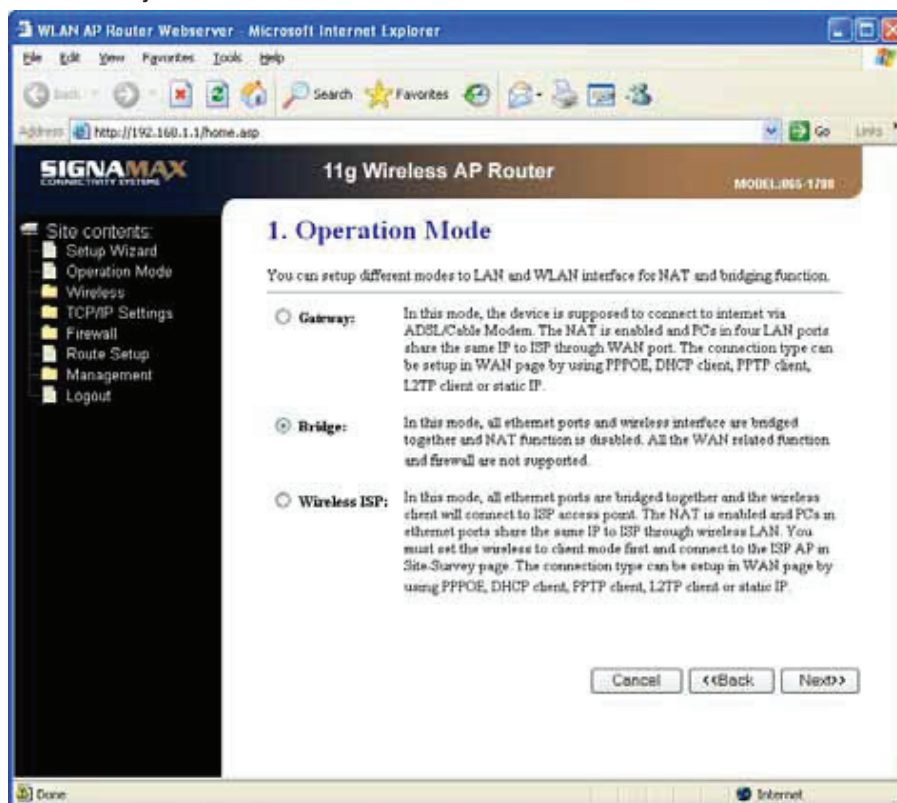 WLAN AP Router Webserver - Microsoft Internet Explorer
File Edit View Favorites Tools Help
Back Search Favorites
Address http://192.168.1.1/home.asp Go Links
SIGNAMAX
CONNECTIVITY SYSTEMS
11g Wireless AP Router
MODEL:065-1798
Site contents:
Setup Wizard
Operation Mode
Wireless
TCP/IP Settings
Firewall
Route Setup
Management
Logout
1. Operation Mode
You can setup different modes to LAN and WLAN interface for NAT and bridging function.
Gateway:
In this mode, the device is supposed to connect to internet via
ADSL/Cable Modem. The NAT is enabled and PCs in four LAN ports
share the same IP to ISP through WAN port. The connection type can
be setup in WAN page by using PPPOE, DHCP client, PPTP client,
L2TP client or static IP.
Bridge:
In this mode, all ethernet ports and wireless interface are bridged
together and NAT function is disabled. All the WAN related function
and firewall are not supported.
Wireless ISP:
In this mode, all ethernet ports are bridged together and the wireless
client will connect to ISP access point. The NAT is enabled and PCs in
ethernet ports share the same IP to ISP through wireless LAN. You
must set the wireless to client mode first and connect to the ISP AP in
Site-Survey page. The connection type can be setup in WAN page by
using PPPOE, DHCP client, PPTP client, L2TP client or static IP.
Cancel <<Back Next>>
Done Internet